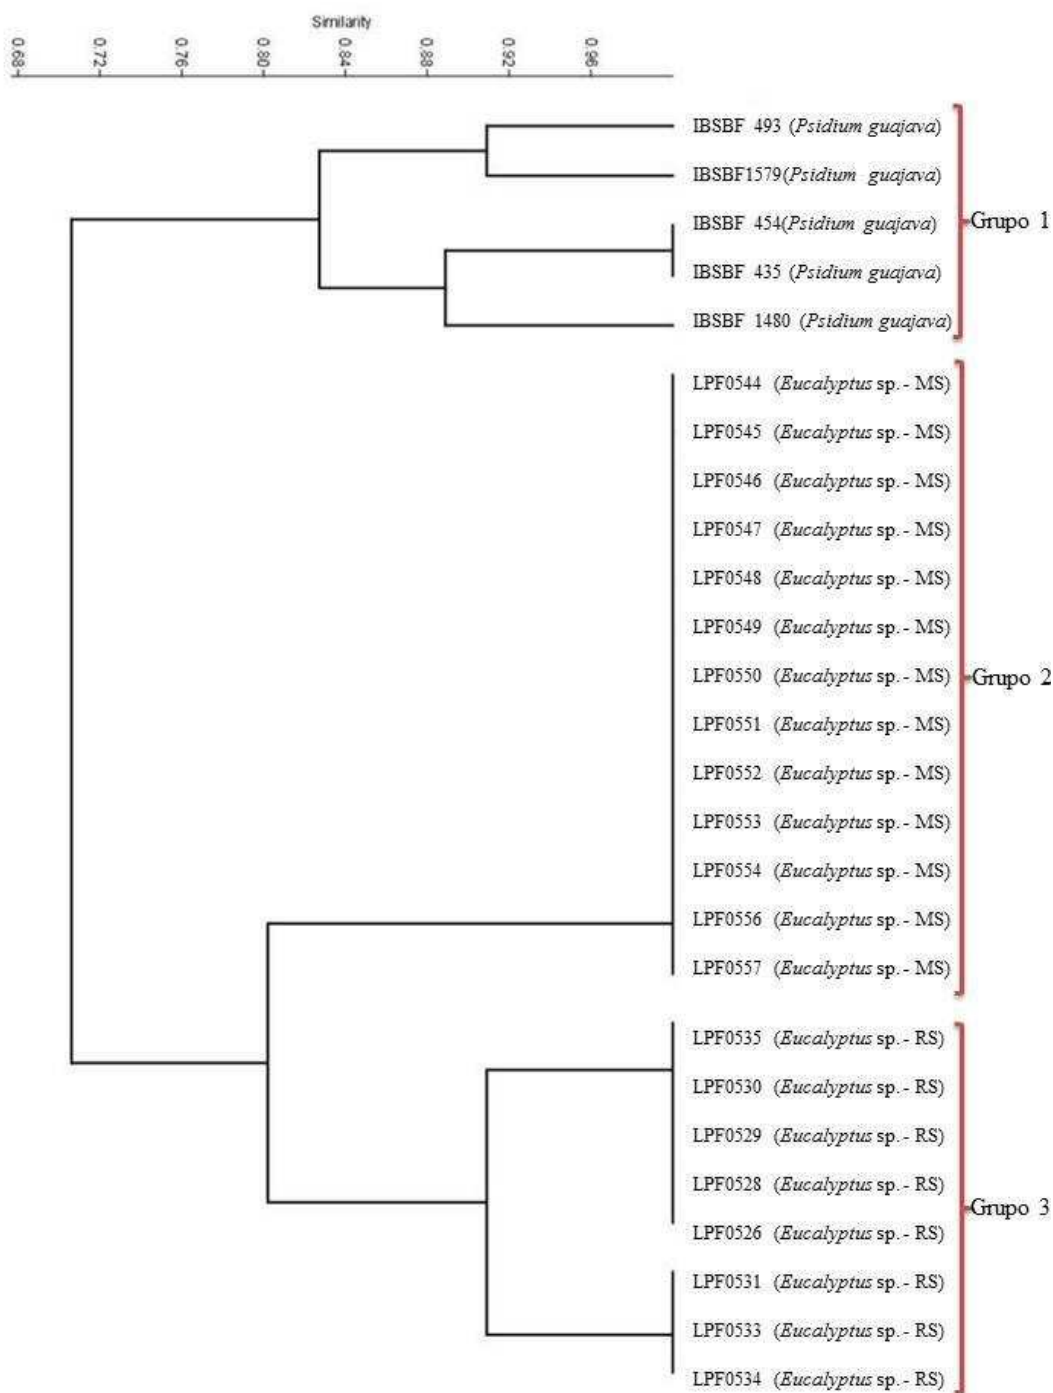 Similarity
0.68 0.72 0.76 0.80 0.84 0.88 0.92 0.96
IBSBF 493 (Psidium guajava)
IBSBF1579(Psidium guajava)
IBSBF 454(Psidium guajava)
Grupo 1
IBSBF 435 (Psidium guajava)
IBSBF 1480 (Psidium guajava)
LPF0544 (Eucalyptus sp. - MS)
LPF0545 (Eucalyptus sp. - MS)
LPF0546 (Eucalyptus sp. - MS)
LPF0547 (Eucalyptus sp. - MS)
LPF0548 (Eucalyptus sp. - MS)
LPF0549 (Eucalyptus sp. - MS)
LPF0550 (Eucalyptus sp. - MS)
Grupo 2
LPF0551 (Eucalyptus sp. - MS)
LPF0552 (Eucalyptus sp. - MS)
LPF0553 (Eucalyptus sp. - MS)
LPF0554 (Eucalyptus sp. - MS)
LPF0556 (Eucalyptus sp. - MS)
LPF0557 (Eucalyptus sp. - MS)
LPF0535 (Eucalyptus sp. - RS)
LPF0530 (Eucalyptus sp. - RS)
LPF0529 (Eucalyptus sp. - RS)
LPF0528 (Eucalyptus sp. - RS)
Grupo 3
LPF0526 (Eucalyptus sp. - RS)
LPF0531 (Eucalyptus sp. - RS)
LPF0533 (Eucalyptus sp. - RS)
LPF0534 (Eucalyptus sp. - RS)